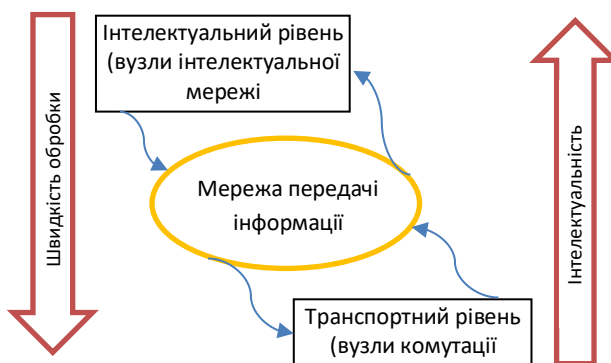 Інтелектуальний рівень
(вузли інтелектуальної
мережі
Швидкість обробки
Мережа передачі
інформації
Інтелектуальність
Транспортний рівень
(вузли комутації